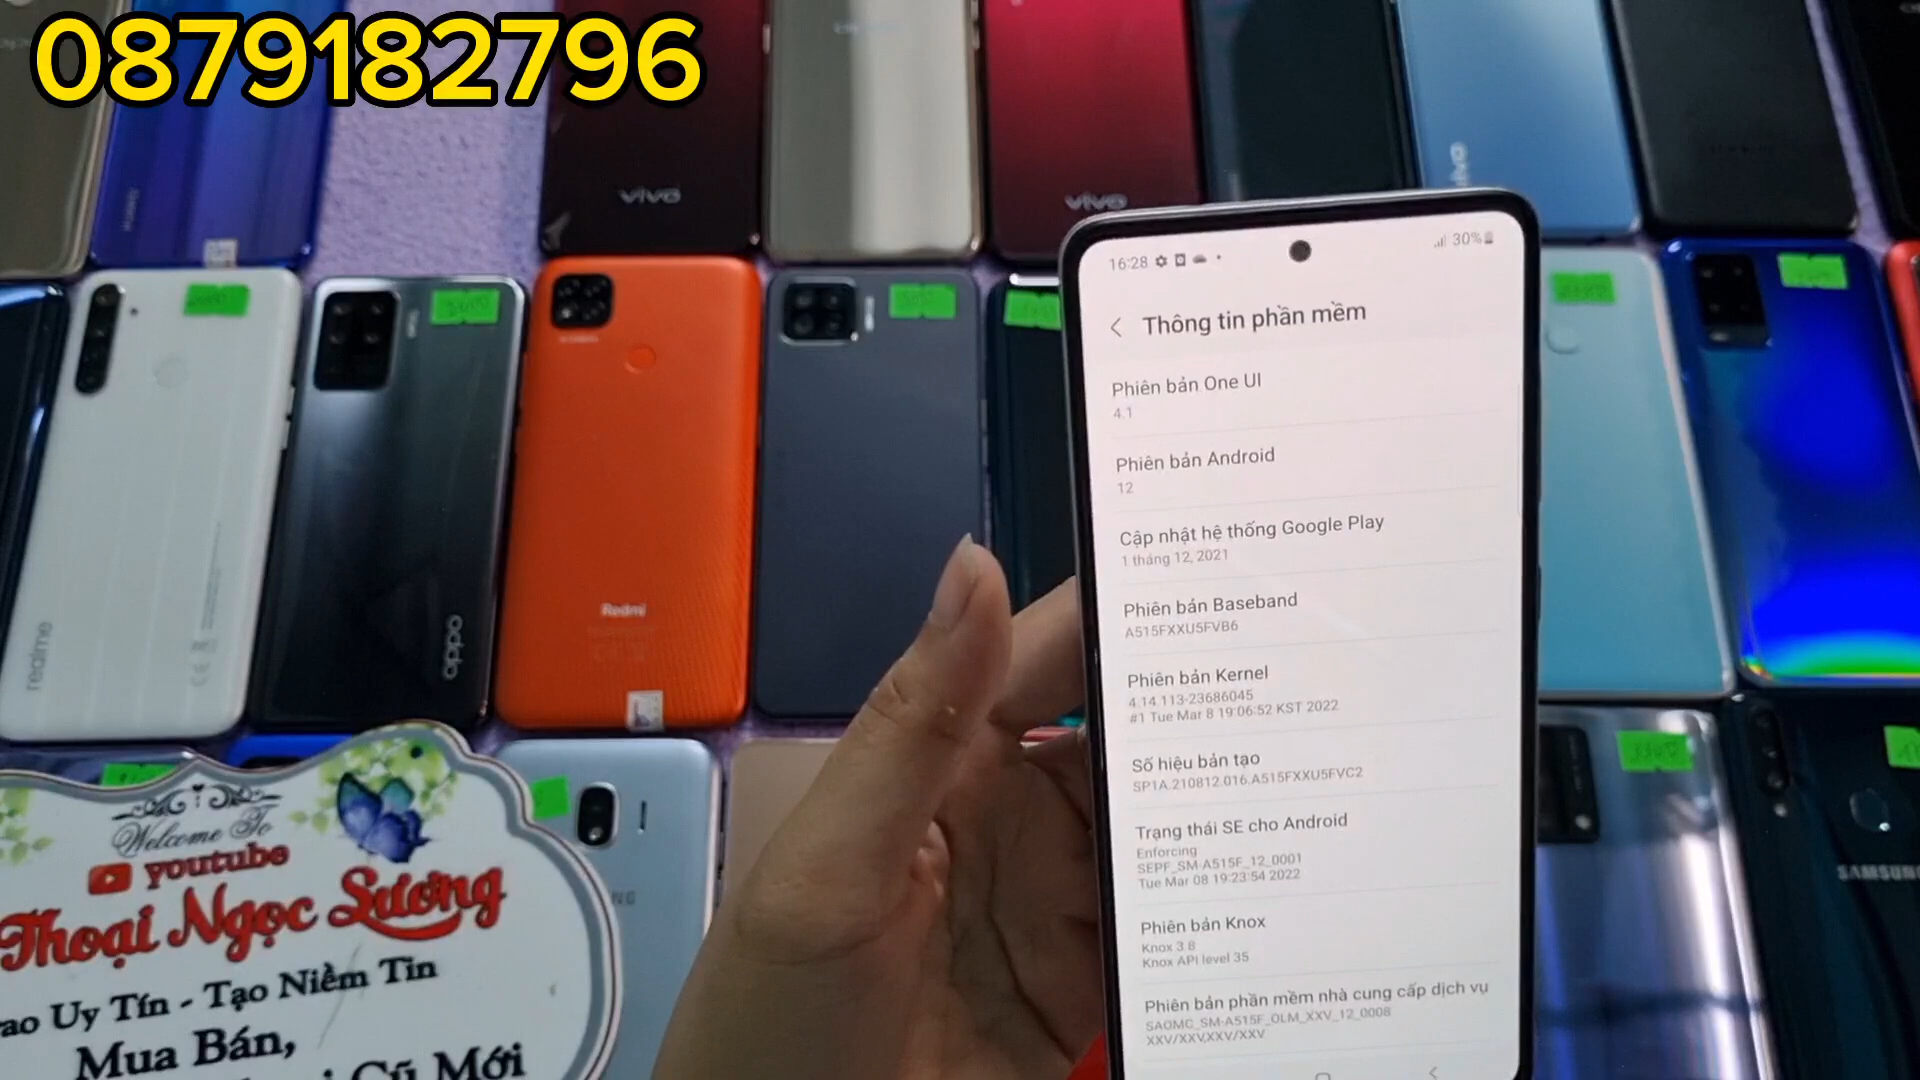 0879182796
vivo
vivo
vivo
realme
oppo
Redmi
SAMSUNG
Welcome To
youtube
Thoại Ngọc Sương
rao Uy Tín - Tạo Niềm Tin
Mua Bán,
Cũ Mới
16:28
30%
Thông tin phần mềm
Phiên bản One UI
4.1
Phiên bản Android
12
Cập nhật hệ thống Google Play
1 tháng 12, 2021
Phiên bản Baseband
A515FXXU5FVB6
Phiên bản Kernel
4.14.113-23686045
#1 Tue Mar 8 19:06:52 KST 2022
Số hiệu bản tạo
SP1A.210812.016.A515FXXU5FVC2
Trạng thái SE cho Android
Enforcing
SEPF_SM-A515F_12_0001
Tue Mar 08 19:23:54 2022
Phiên bản Knox
Knox 3.8
Knox API level 35
Phiên bản phần mềm nhà cung cấp dịch vụ
SAOMC_SM-A515F_OLM_XXV_12_0008
XXV/XXV,XXV/XXV